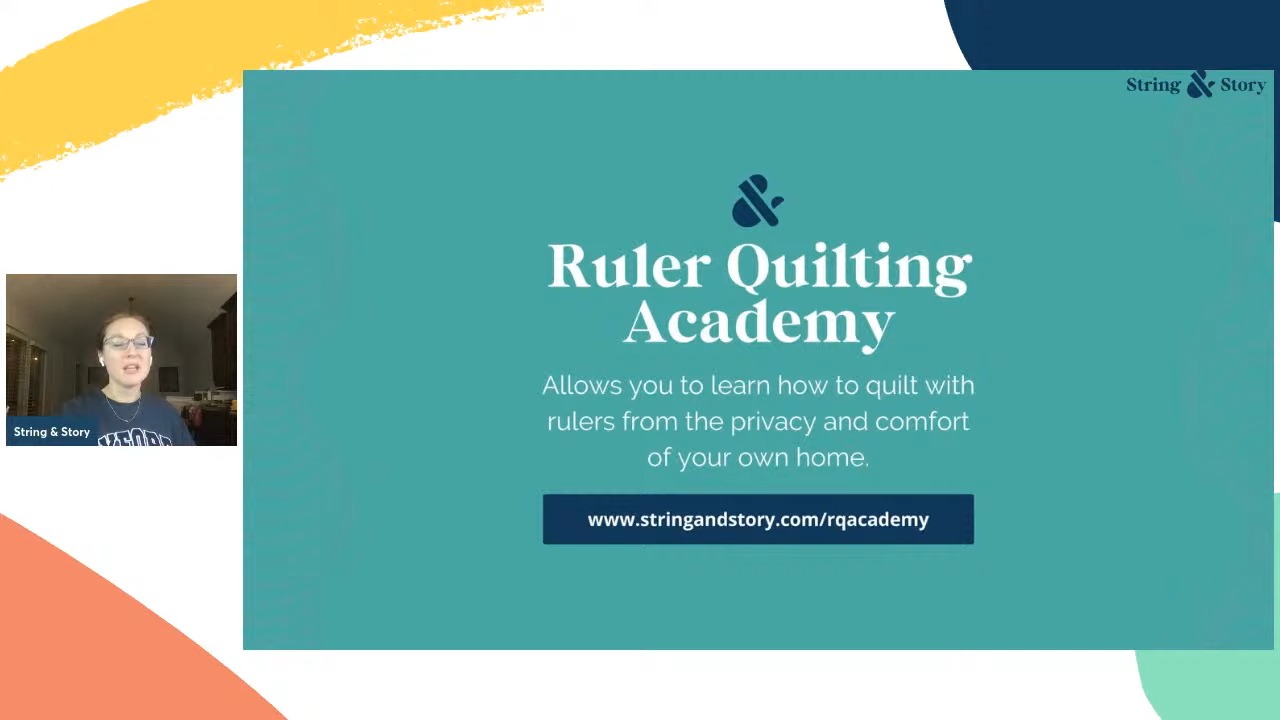 String & Story
&
Ruler Quilting
Academy
Allows you to learn how to quilt with
rulers from the privacy and comfort
of your own home.
www.stringandstory.com/rqacademy
String & Story